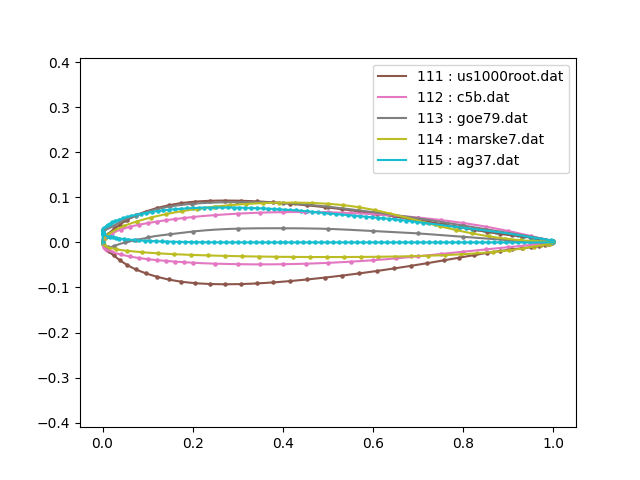 0.4
0.3
0.2
0.1
0.0
−0.1
−0.2
−0.3
−0.4
0.0 0.2 0.4 0.6 0.8 1.0
111 : us1000root.dat
112 : c5b.dat
113 : goe79.dat
114 : marske7.dat
115 : ag37.dat